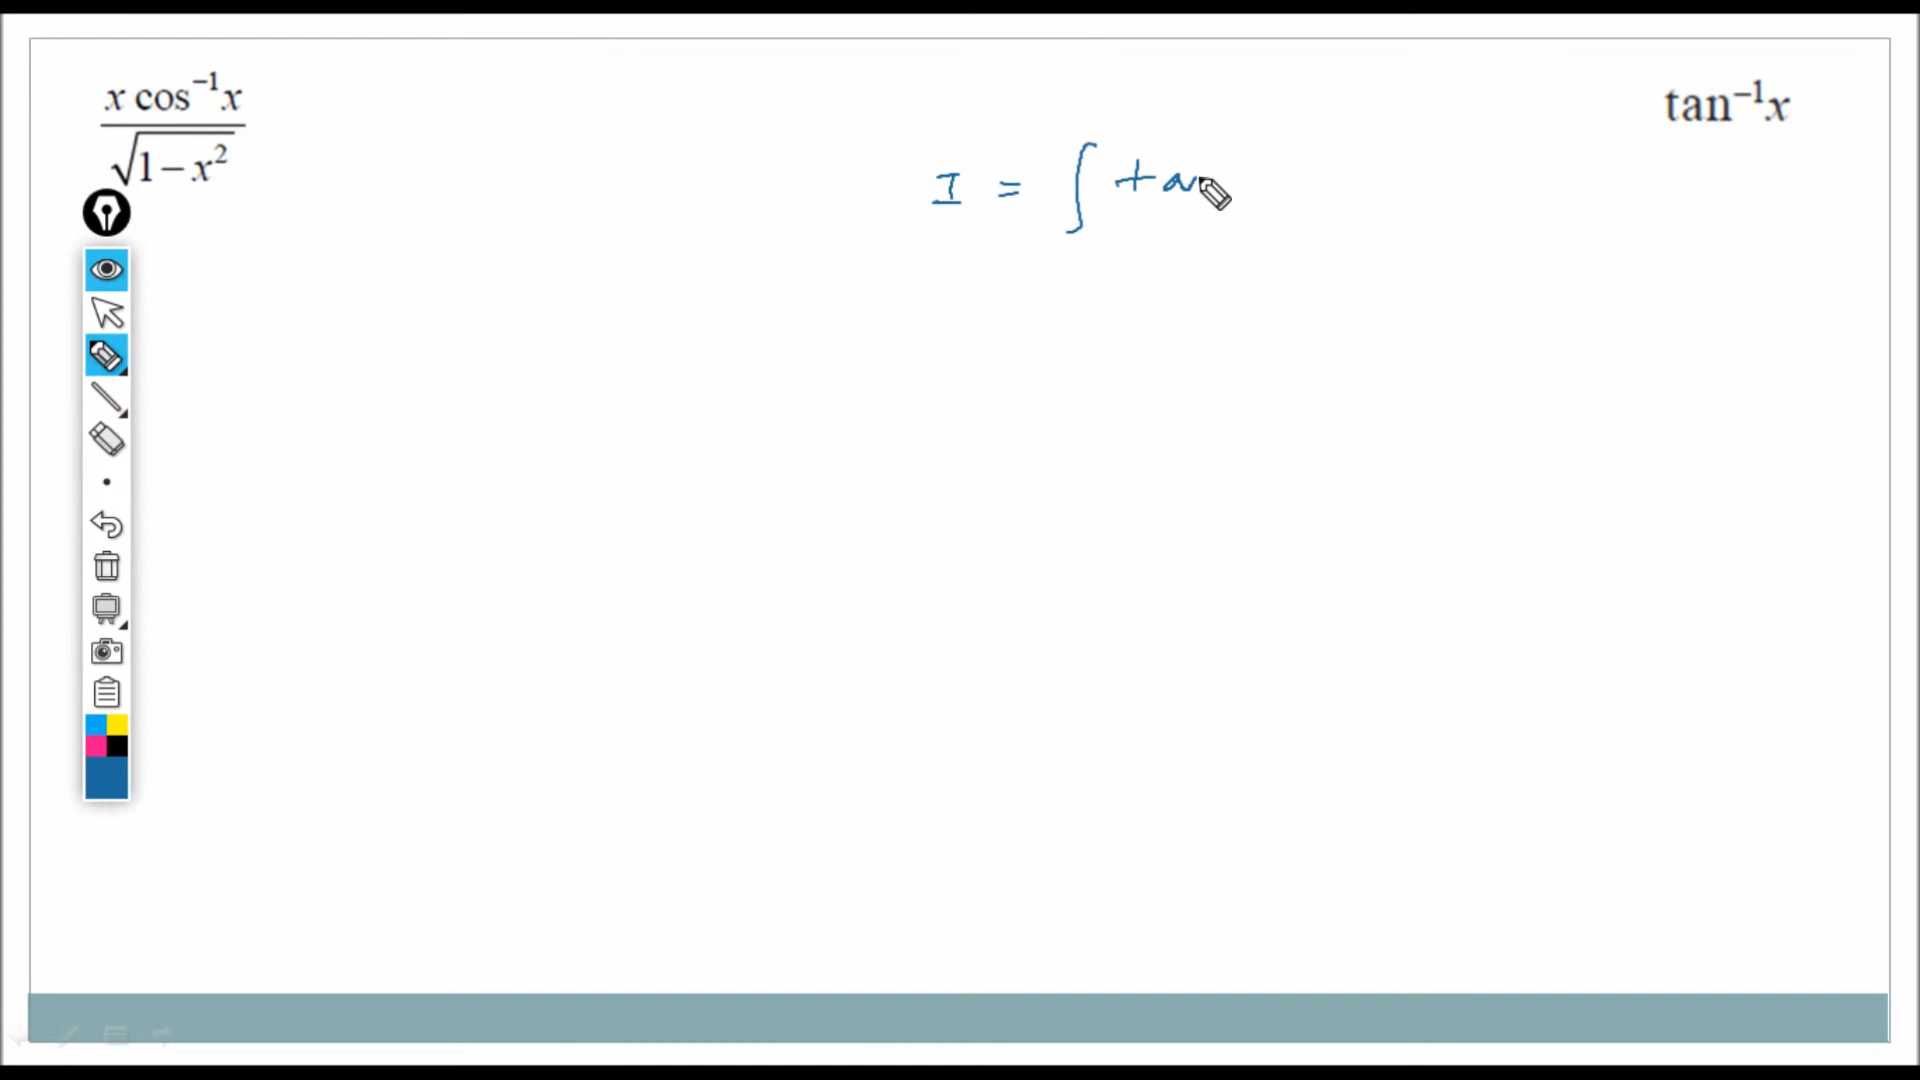 x cos⁻¹x / √(1 − x²)
tan⁻¹x
I = ∫ tan